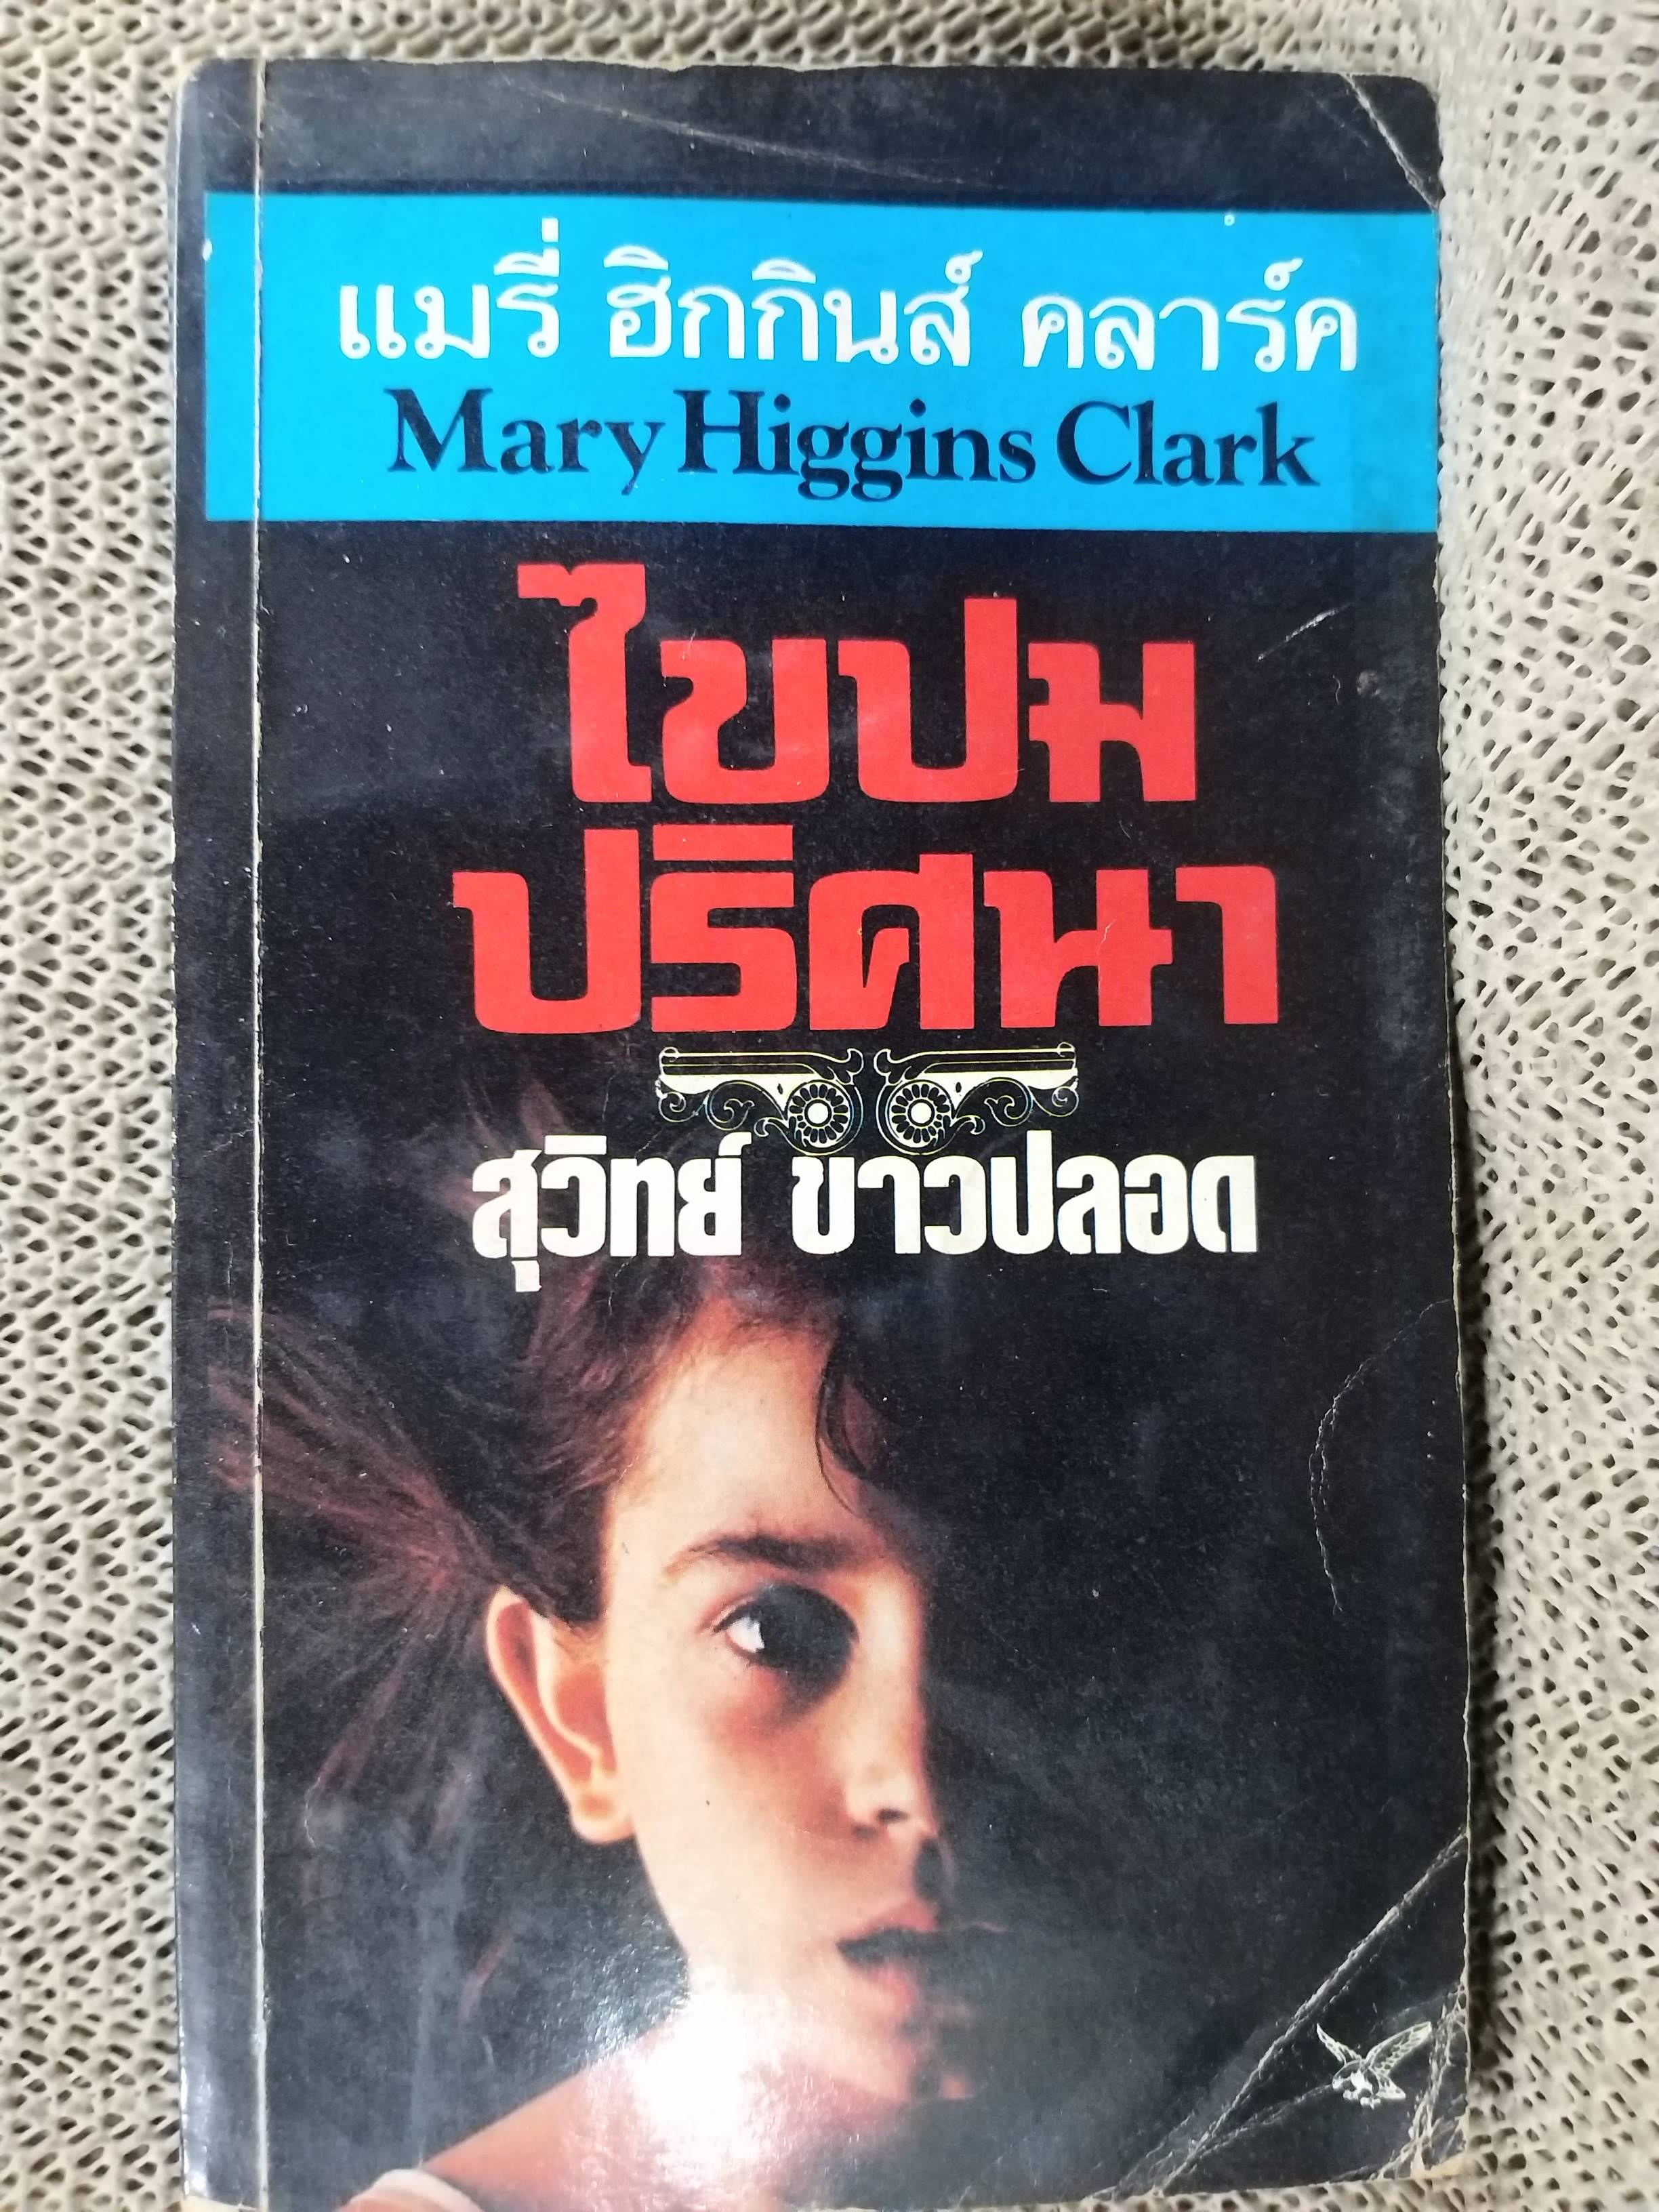 แมรี่ ฮิกกินส์ คลาร์ค
Mary Higgins Clark
ไขปม
ปริศนา
สุวิทย์ ขาวปลอด